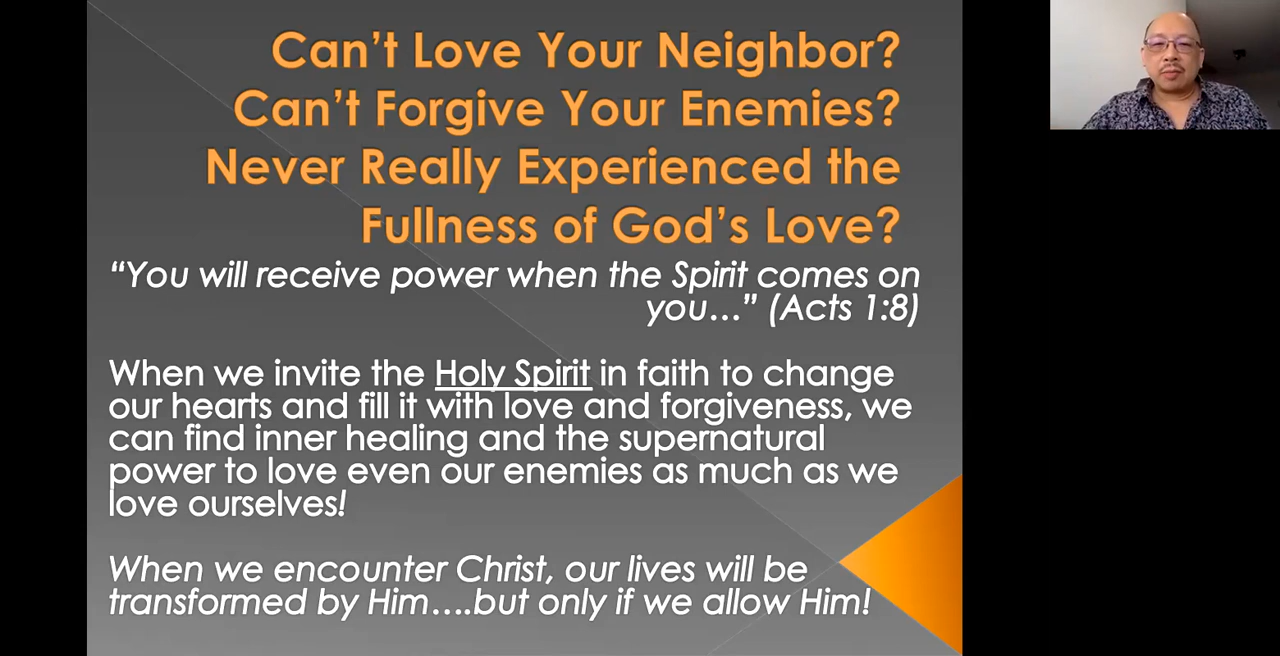 Can’t Love Your Neighbor?
Can’t Forgive Your Enemies?
Never Really Experienced the
Fullness of God’s Love?
“You will receive power when the Spirit comes on
you…” (Acts 1:8)
When we invite the Holy Spirit in faith to change
our hearts and fill it with love and forgiveness, we
can find inner healing and the supernatural
power to love even our enemies as much as we
love ourselves!
When we encounter Christ, our lives will be
transformed by Him….but only if we allow Him!